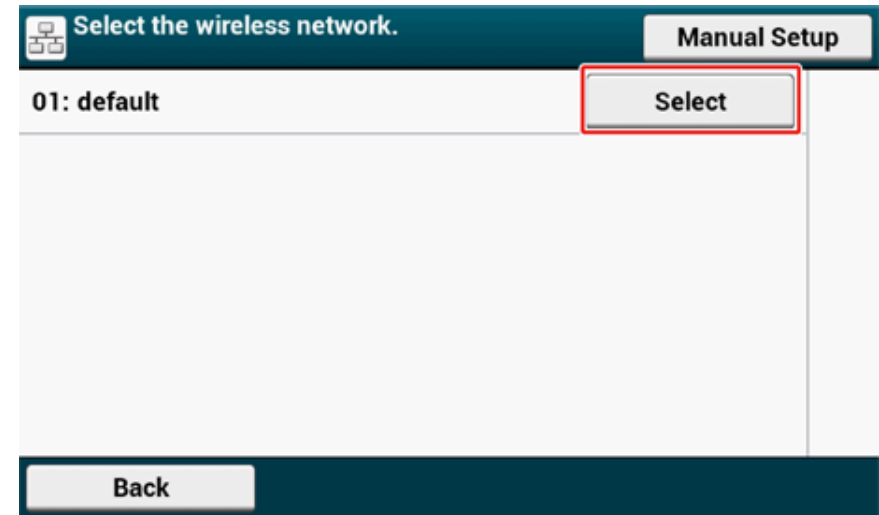 Select the wireless network.
Manual Setup
01: default
Select
Back